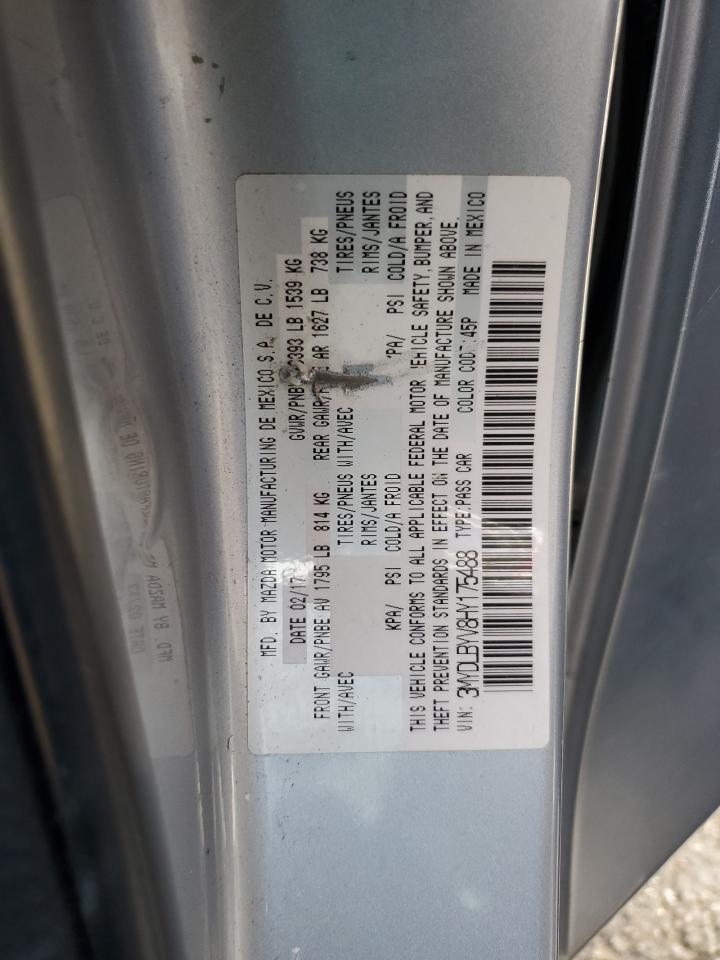 MFD. BY MAZDA MOTOR MANUFACTURING DE MEXICO S.A. DE C.V.
DATE 02/17 GVWR/PNBV 3393 LB 1539 KG
FRONT GAWR/PNBE AV 1795 LB 814 KG REAR AR 1627 LB 738 KG
WITH/AVEC TIRES/PNEUS WITH/AVEC TIRES/PNEUS
RIMS/JANTES RIMS/JANTES
KPA/ PSI COLD/A FROID PSI COLD/A FROID
THIS VEHICLE CONFORMS TO ALL APPLICABLE FEDERAL MOTOR VEHICLE SAFETY, BUMPER, AND
THEFT PREVENTION STANDARDS IN EFFECT ON THE DATE OF MANUFACTURE SHOWN ABOVE.
VIN: 3MYDLBYV8HY175488 TYPE:PASS CAR COLOR CODE:45P MADE IN MEXICO